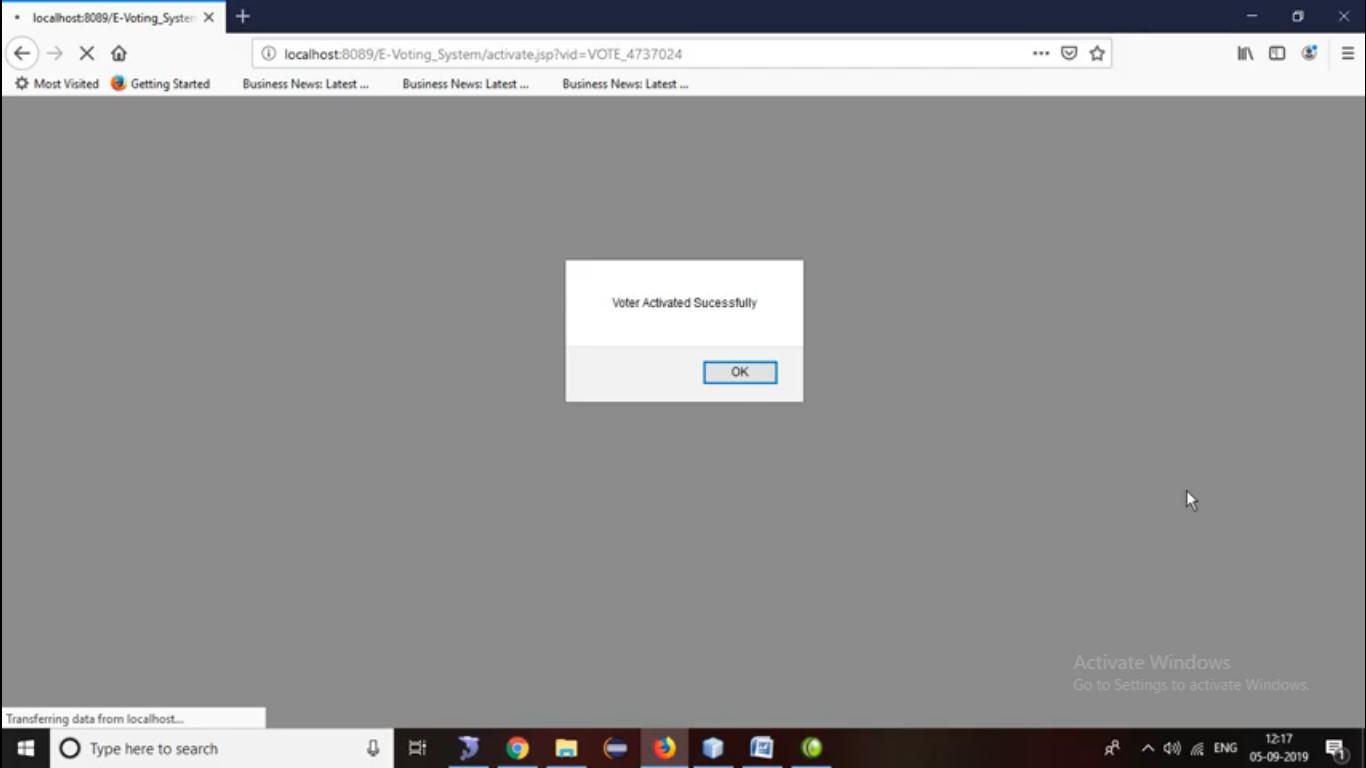 localhost:8089/E-Voting_System
localhost:8089/E-Voting_System/activate.jsp?vid=VOTE_4737024
Most Visited Getting Started Business News: Latest ... Business News: Latest ... Business News: Latest ...
Voter Activated Sucessfully
OK
Activate Windows
Go to Settings to activate Windows.
Transferring data from localhost...
Type here to search
ENG
12:17
05-09-2019
1